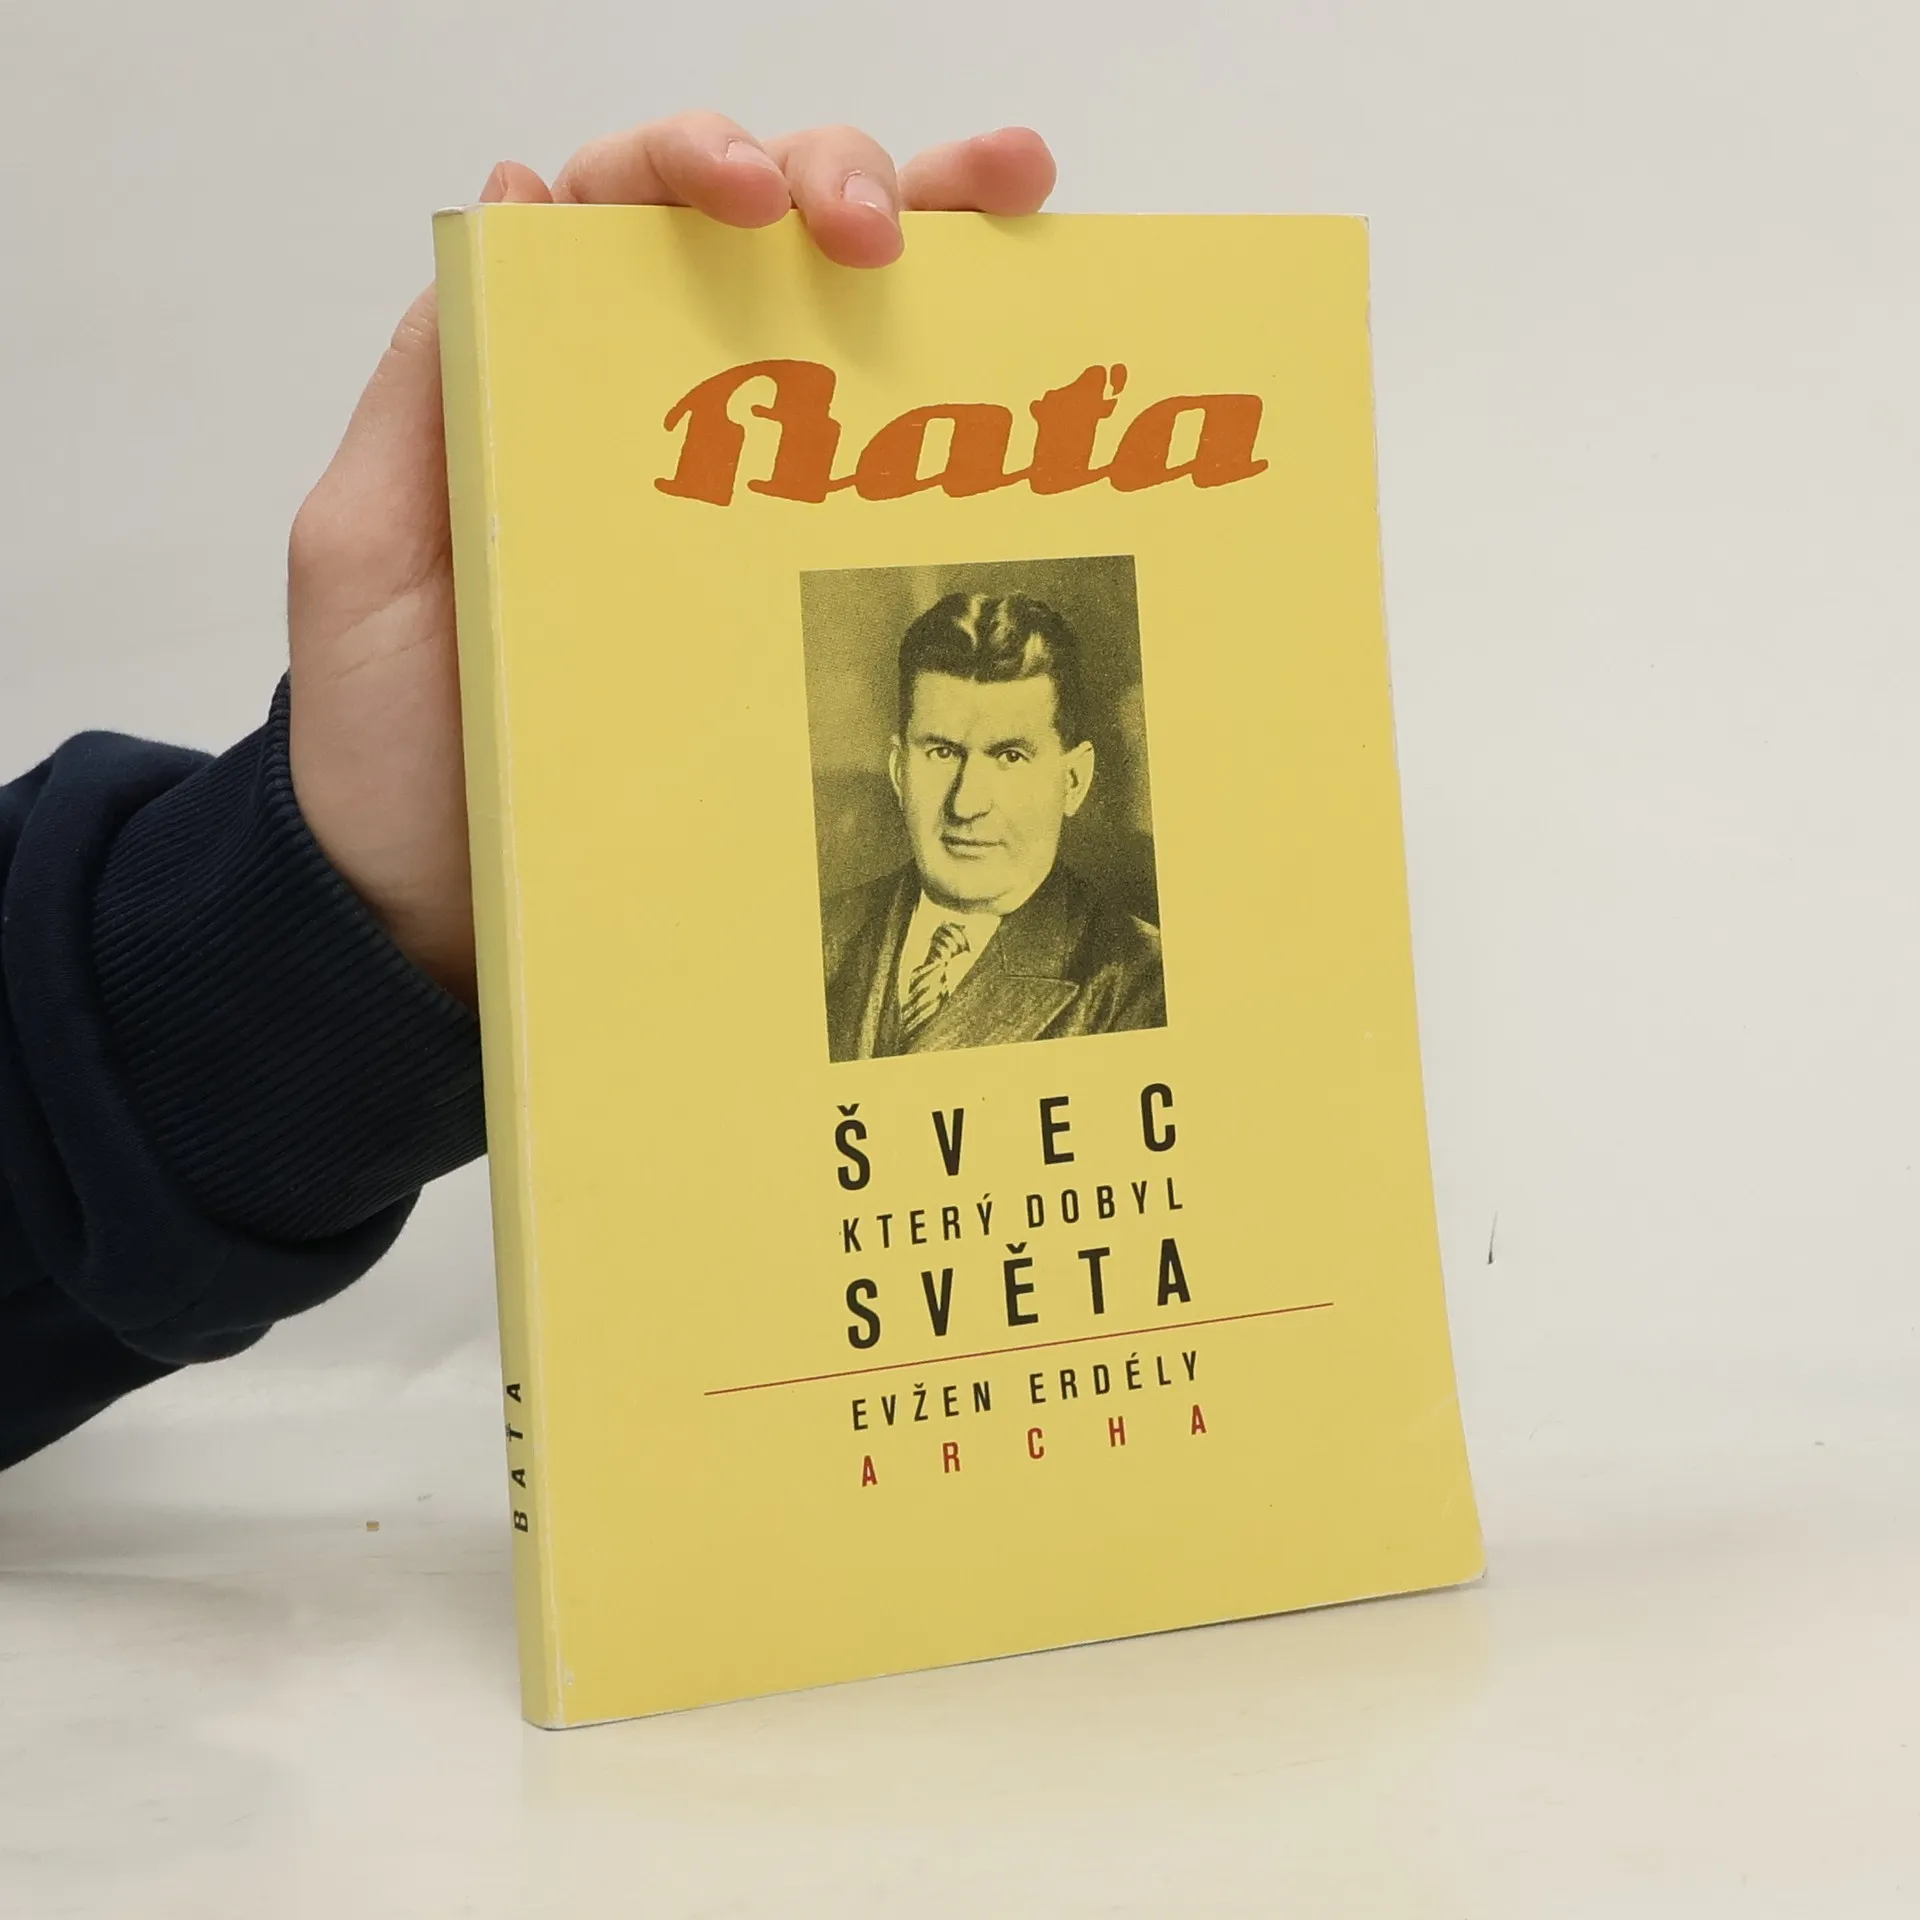 Baťa
ŠVEC
KTERÝ DOBYL
SVĚTA
EVŽEN ERDÉLY
ARCHA
BAŤA